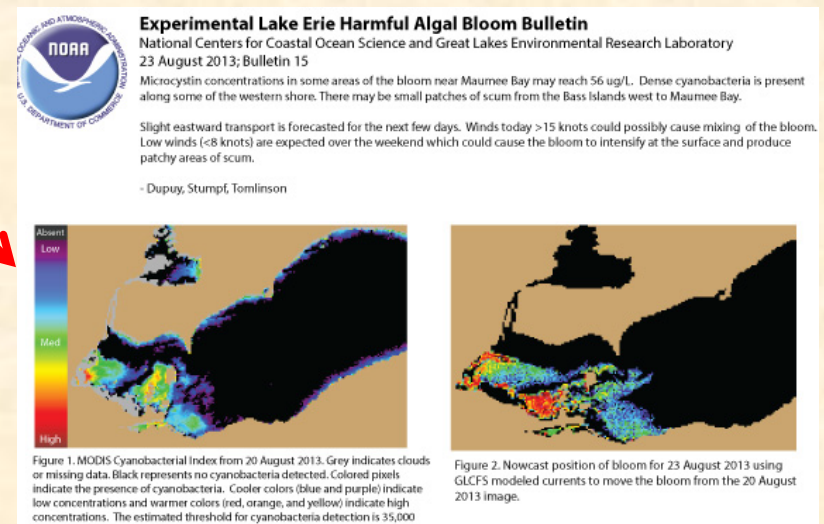 NATIONAL OCEANIC AND ATMOSPHERIC ADMINISTRATION
NOAA
U.S. DEPARTMENT OF COMMERCE
Experimental Lake Erie Harmful Algal Bloom Bulletin
National Centers for Coastal Ocean Science and Great Lakes Environmental Research Laboratory
23 August 2013; Bulletin 15
Microcystin concentrations in some areas of the bloom near Maumee Bay may reach 56 ug/L. Dense cyanobacteria is present
along some of the western shore. There may be small patches of scum from the Bass Islands west to Maumee Bay.
Slight eastward transport is forecasted for the next few days. Winds today >15 knots could possibly cause mixing of the bloom.
Low winds (<8 knots) are expected over the weekend which could cause the bloom to intensify at the surface and produce
patchy areas of scum.
- Dupuy, Stumpf, Tomlinson
Absent
Low
Med
High
Figure 1. MODIS Cyanobacterial Index from 20 August 2013. Grey indicates clouds
or missing data. Black represents no cyanobacteria detected. Colored pixels
indicate the presence of cyanobacteria. Cooler colors (blue and purple) indicate
low concentrations and warmer colors (red, orange, and yellow) indicate high
concentrations. The estimated threshold for cyanobacteria detection is 35,000
Figure 2. Nowcast position of bloom for 23 August 2013 using
GLCFS modeled currents to move the bloom from the 20 August
2013 image.